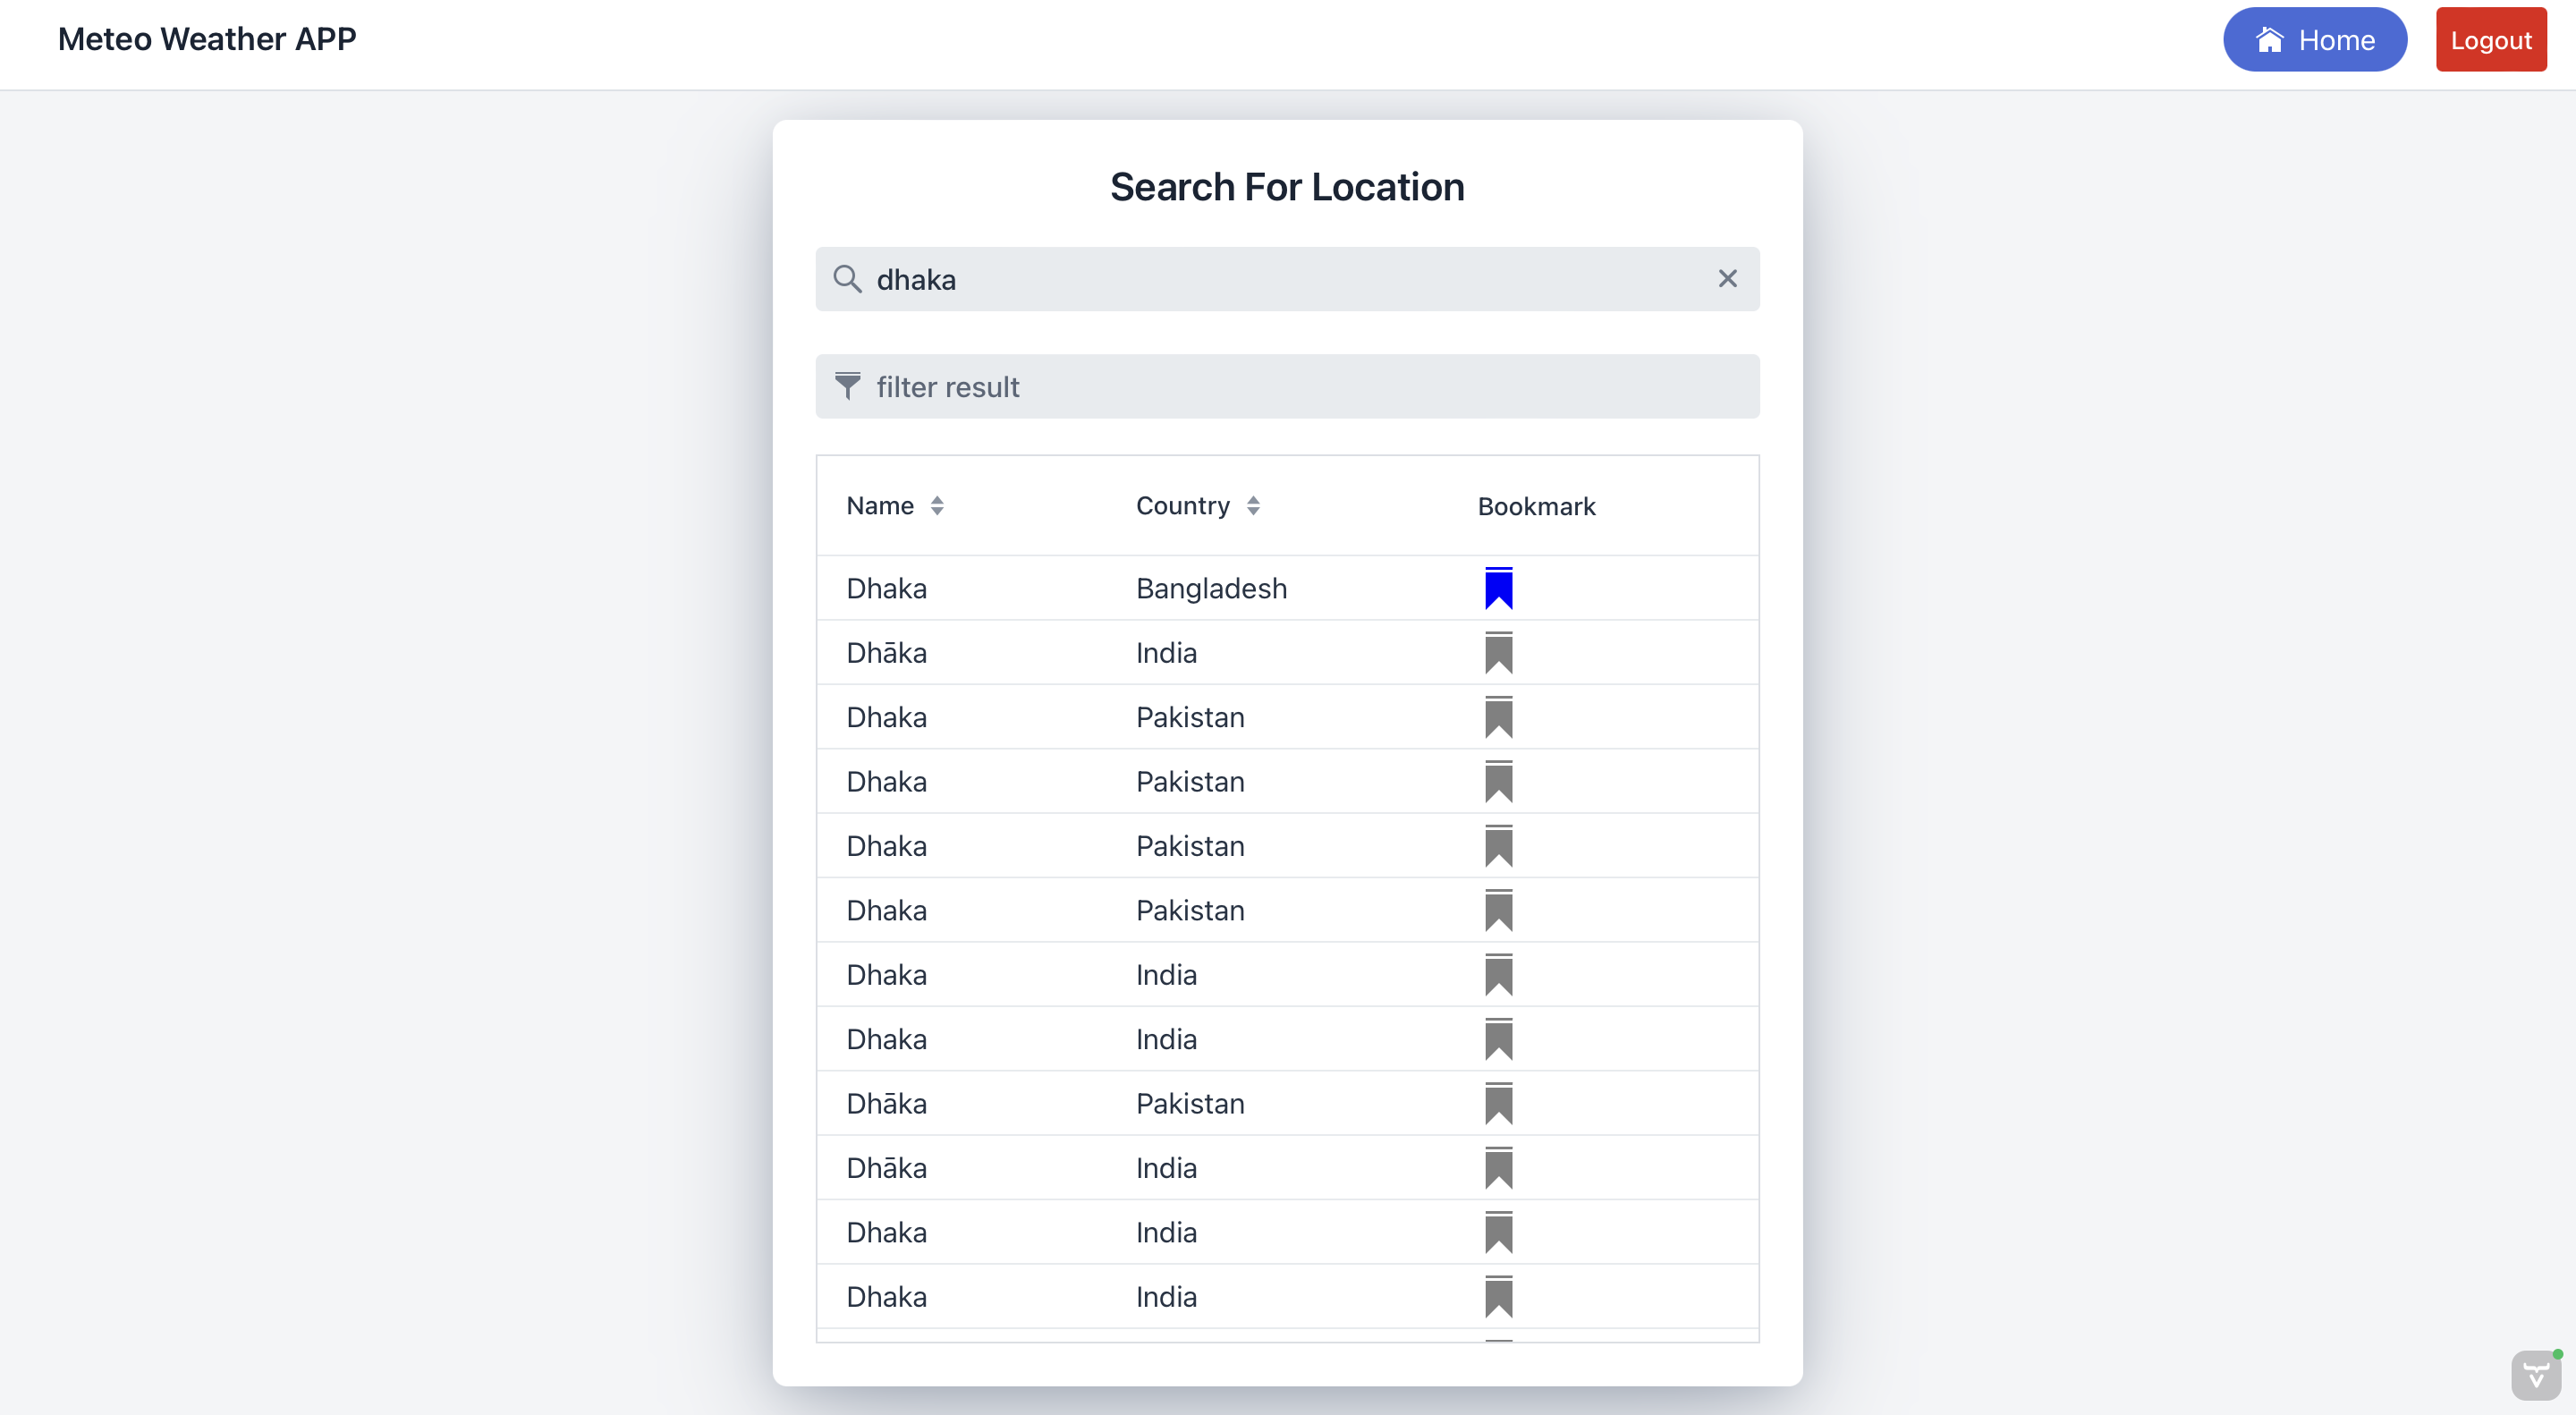 Meteo Weather APP
Home
Logout
Search For Location
dhaka
filter result
Name Country Bookmark
Dhaka Bangladesh
Dhāka India
Dhaka Pakistan
Dhaka Pakistan
Dhaka Pakistan
Dhaka Pakistan
Dhaka India
Dhaka India
Dhāka Pakistan
Dhāka India
Dhaka India
Dhaka India